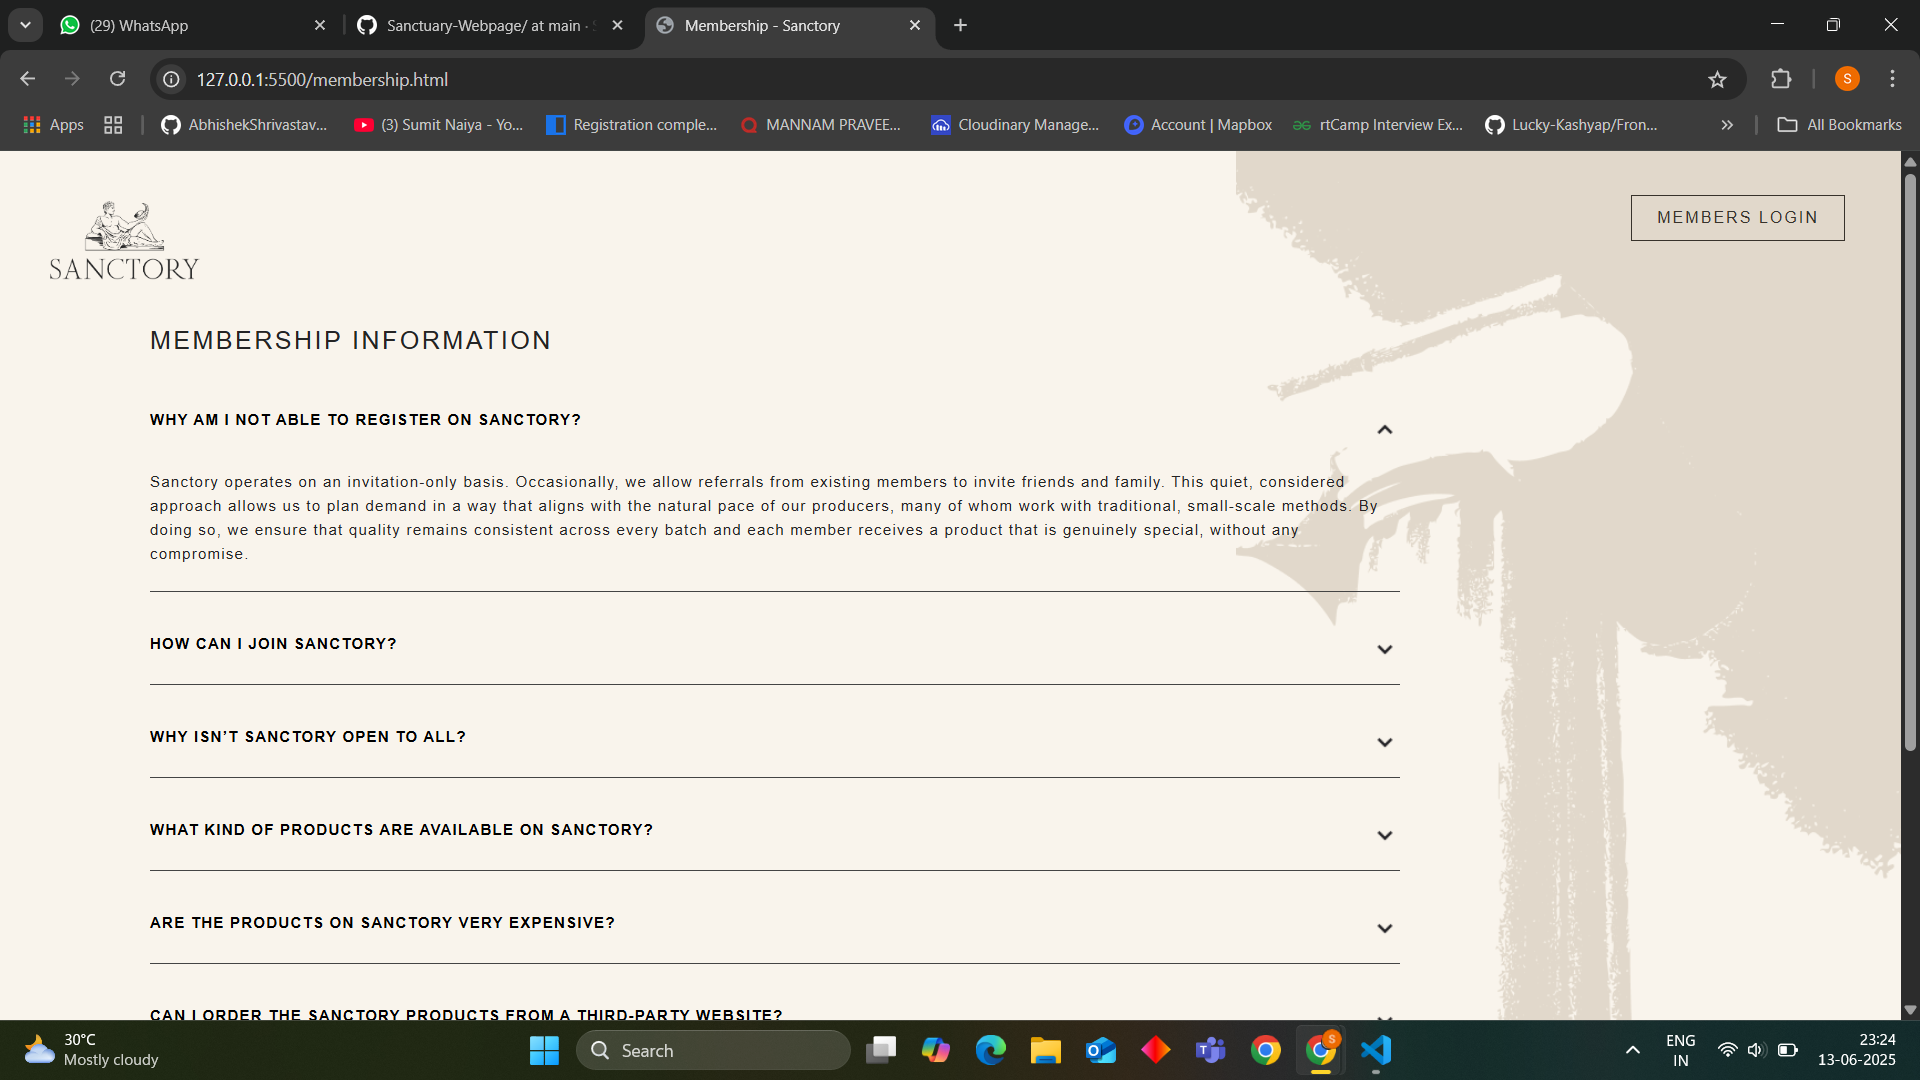 (29) WhatsApp
Sanctuary-Webpage/ at main ·
Membership - Sanctory
127.0.0.1:5500/membership.html
S
Apps
AbhishekShrivastav...
(3) Sumit Naiya - Yo...
Registration comple...
MANNAM PRAVEE...
Cloudinary Manage...
Account | Mapbox
rtCamp Interview Ex...
Lucky-Kashyap/Fron...
All Bookmarks
SANCTORY
MEMBERS LOGIN
MEMBERSHIP INFORMATION
WHY AM I NOT ABLE TO REGISTER ON SANCTORY?
Sanctory operates on an invitation-only basis. Occasionally, we allow referrals from existing members to invite friends and family. This quiet, considered
approach allows us to plan demand in a way that aligns with the natural pace of our producers, many of whom work with traditional, small-scale methods. By
doing so, we ensure that quality remains consistent across every batch and each member receives a product that is genuinely special, without any
compromise.
HOW CAN I JOIN SANCTORY?
WHY ISN’T SANCTORY OPEN TO ALL?
WHAT KIND OF PRODUCTS ARE AVAILABLE ON SANCTORY?
ARE THE PRODUCTS ON SANCTORY VERY EXPENSIVE?
CAN I ORDER THE SANCTORY PRODUCTS FROM A THIRD-PARTY WEBSITE?
30°C
Mostly cloudy
Search
S
ENG
IN
23:24
13-06-2025